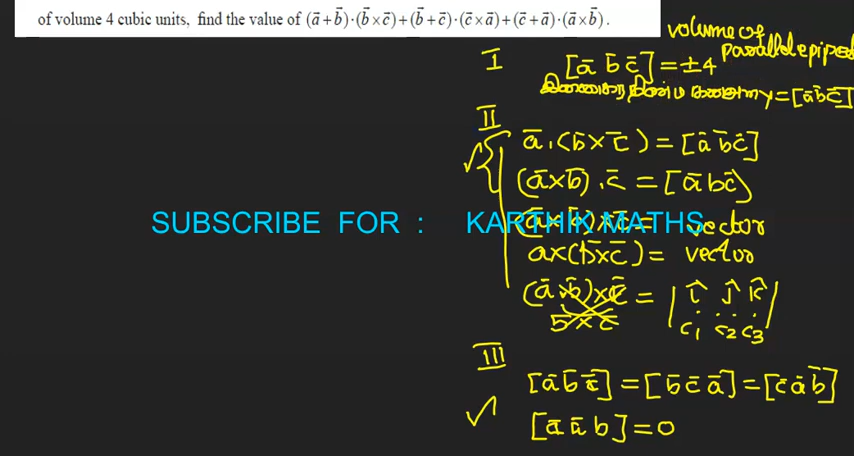 of volume 4 cubic units, find the value of (a⃗ + b⃗)·(b⃗ × c⃗)+(b⃗ + c⃗)·(c⃗ × a⃗)+(c⃗ + a⃗)·(a⃗ × b⃗).
volume of
parallelepiped
I
[ā b̄ c̄] = ±4
= [ā b̄ c̄]
II
ā.(b̄ × c̄) = [ā b̄ c̄]
(ā × b̄).c̄ = [ā b c̄]
(ā × b̄) × c̄ = vector
SUBSCRIBE FOR : KARTHIK MATHS
a × (b̄ × c̄) = vector
(ā × b̄) × c̄ = | î ĵ k̂ |
b × c
c₁ c₂ c₃
III
[ā b̄ c̄] = [b̄ c̄ ā] = [c̄ ā b̄]
[ā ā b] = 0